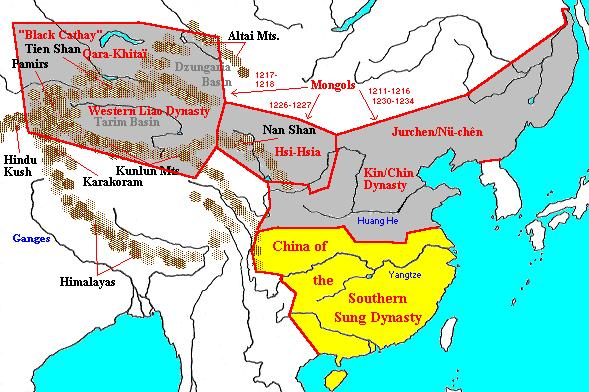 "Black Cathay"
Tien Shan
Pamirs
Qara-Khitaï
Altai Mts.
Dzungaria
Basin
1217-
1218
Mongols
1211-1216
1230-1234
1226-1227
Western Liao Dynasty
Tarim Basin
Nan Shan
Hsi-Hsia
Jurchen/Nü-chên
Hindu
Kush
Kunlun Mts.
Karakoram
Kin/Chin
Dynasty
Huang He
Ganges
Himalayas
China of
the
Southern
Sung Dynasty
Yangtze